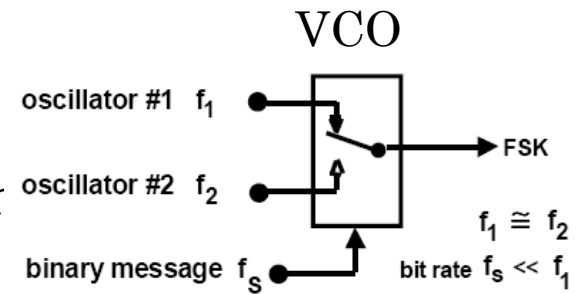 VCO
oscillator #1 f₁
FSK
oscillator #2 f₂
f₁ ≅ f₂
binary message fₛ
bit rate fₛ << f₁